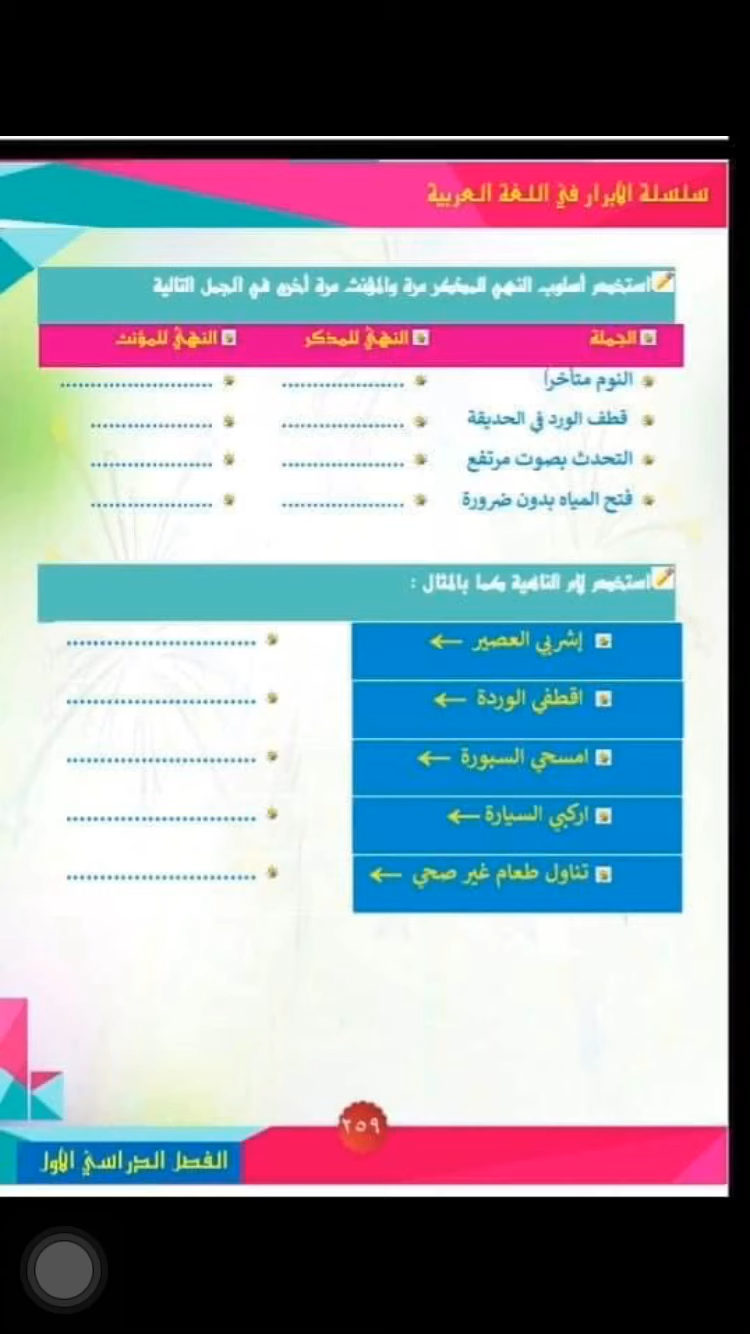 سلسلة الأبرار في اللغة العربية
استخدم أسلوب النهي للمذكر مرة والمؤنث مرة أخرى في الجمل التالية
الجملة النهي للمذكر النهي للمؤنث
النوم متأخراً ..................... ..........................
قطف الورد في الحديقة ..................... .....................
التحدث بصوت مرتفع ..................... .....................
فتح المياه بدون ضرورة ..................... .....................
استخدم لام الناهية كما بالمثال :
إشربي العصير ← ................................
اقطفي الوردة ← ................................
امسحي السبورة ← ................................
اركبي السيارة ← ................................
تناول طعام غير صحي ← ................................
٢٥٩
الفصل الدراسي الأول